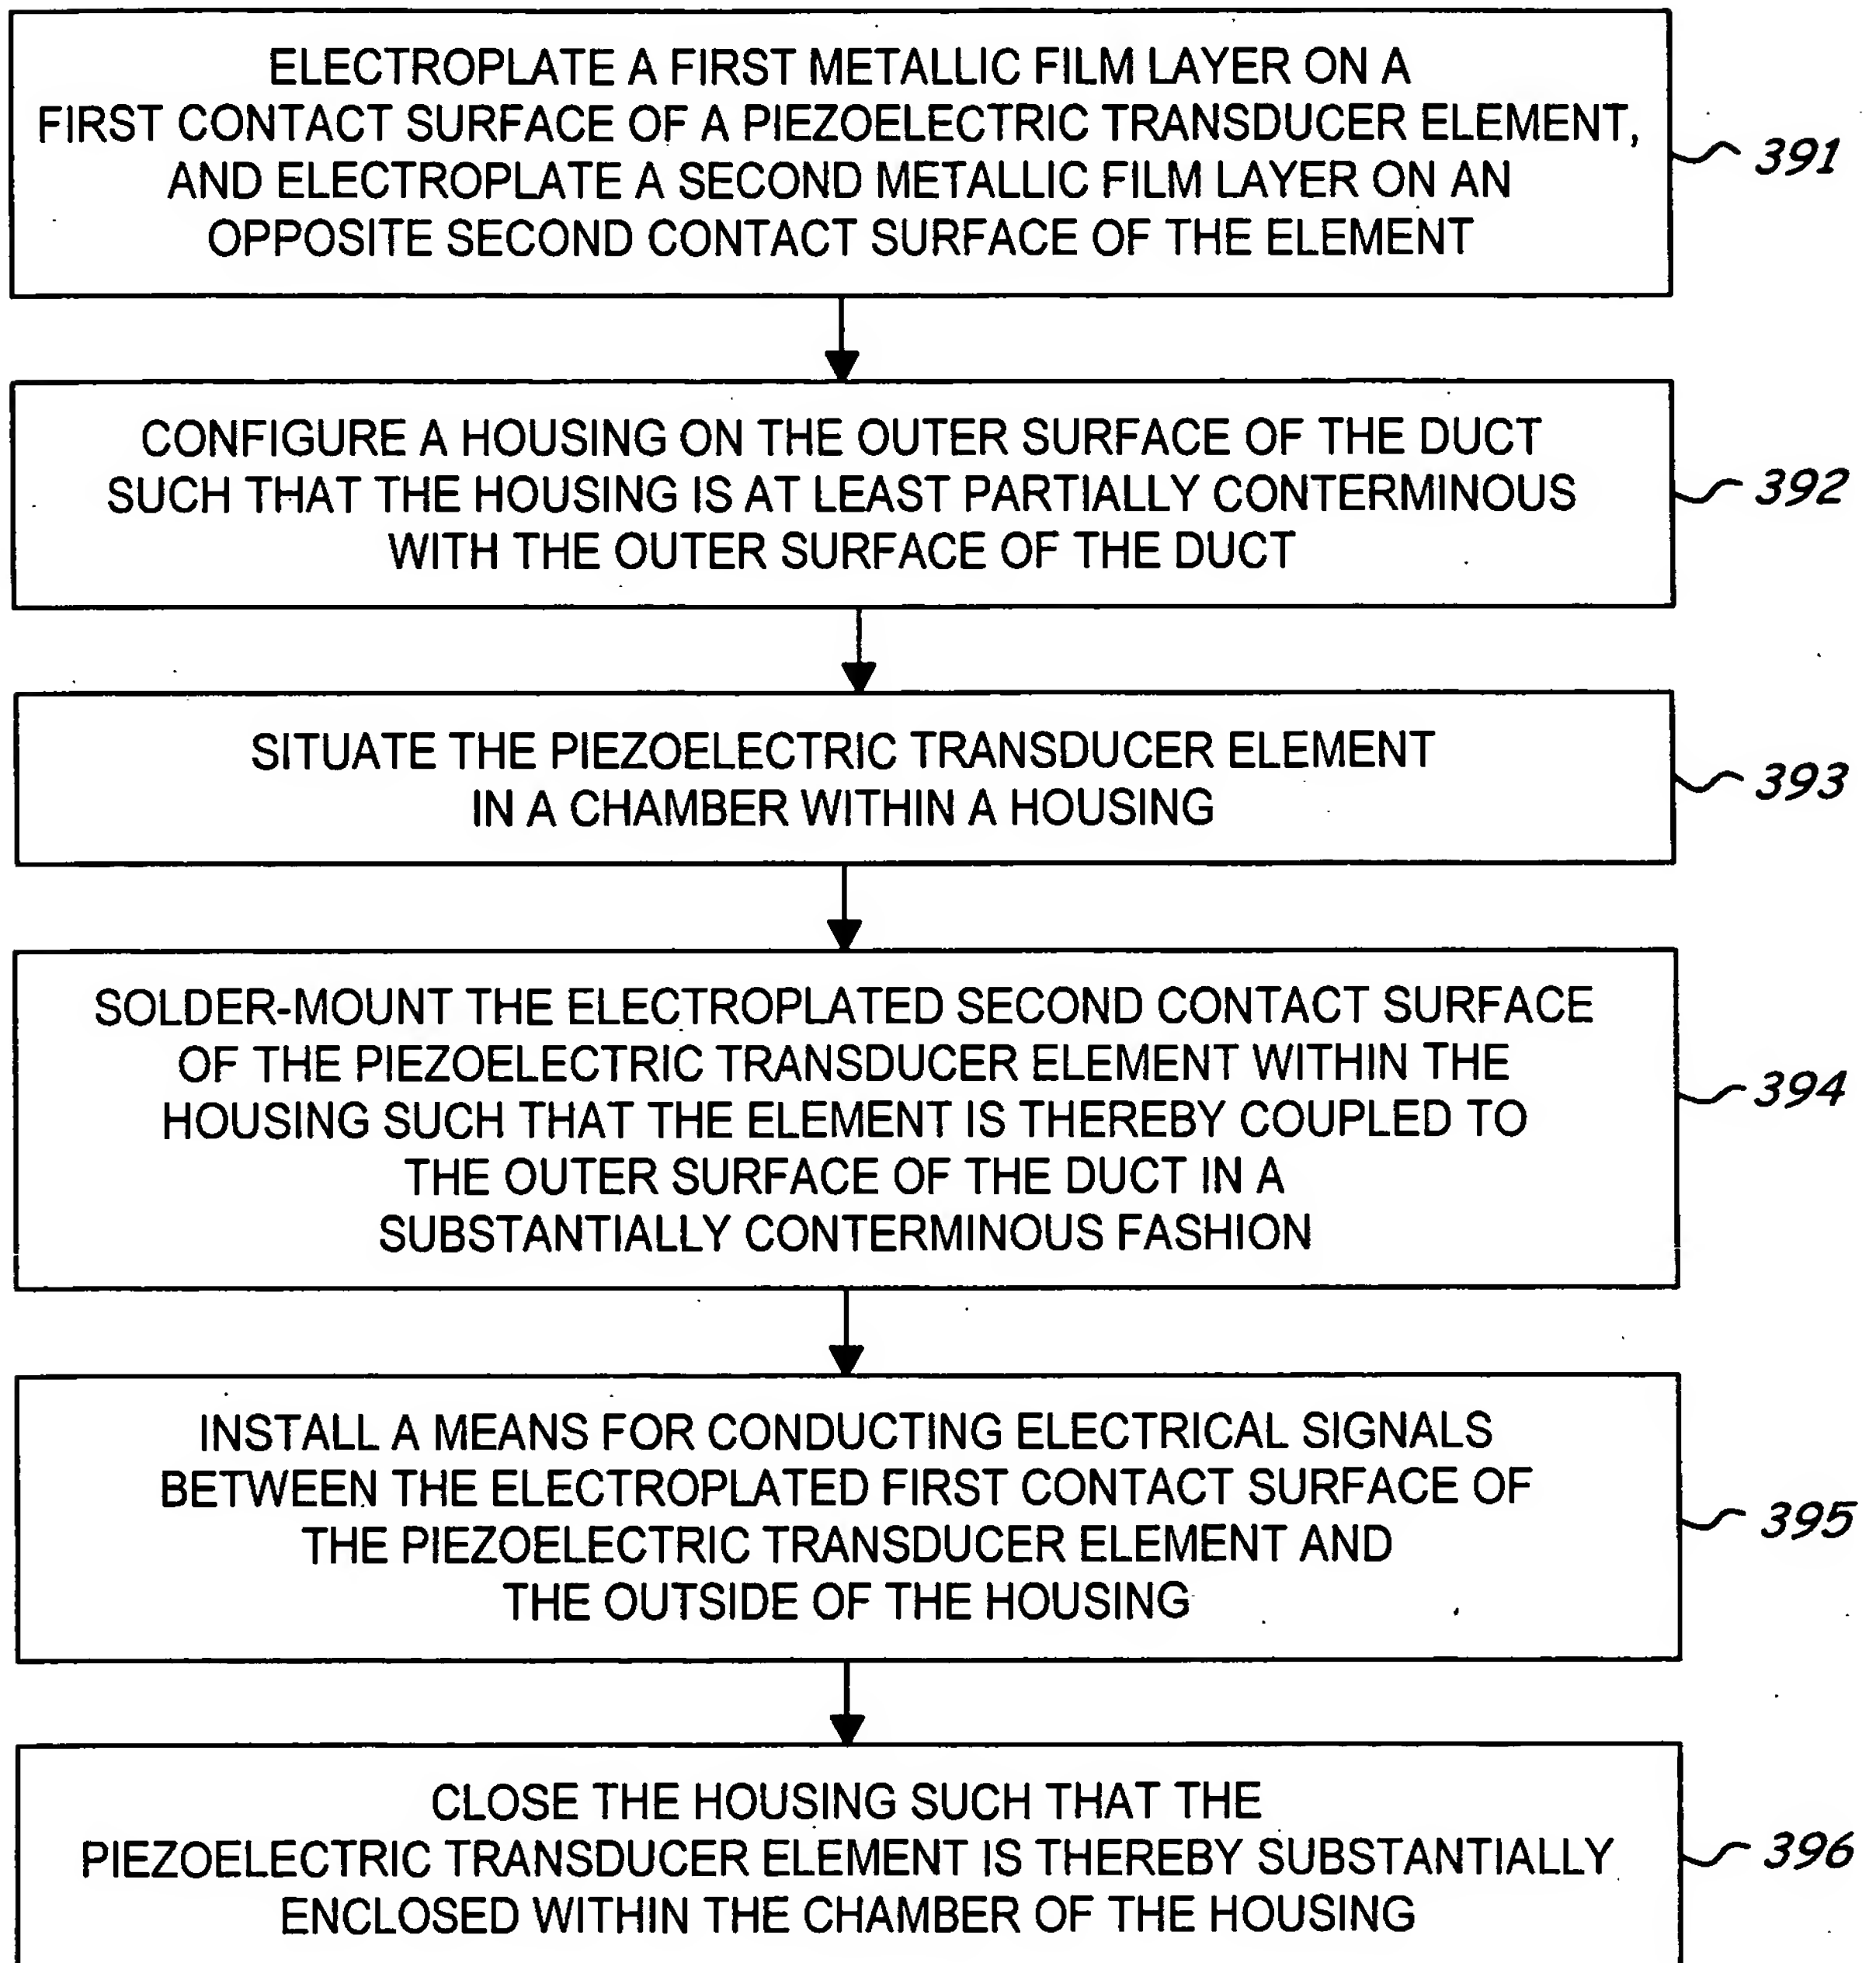 ELECTROPLATE A FIRST METALLIC FILM LAYER ON A
FIRST CONTACT SURFACE OF A PIEZOELECTRIC TRANSDUCER ELEMENT,
AND ELECTROPLATE A SECOND METALLIC FILM LAYER ON AN
OPPOSITE SECOND CONTACT SURFACE OF THE ELEMENT
391
CONFIGURE A HOUSING ON THE OUTER SURFACE OF THE DUCT
SUCH THAT THE HOUSING IS AT LEAST PARTIALLY CONTERMINOUS
WITH THE OUTER SURFACE OF THE DUCT
392
SITUATE THE PIEZOELECTRIC TRANSDUCER ELEMENT
IN A CHAMBER WITHIN A HOUSING
393
SOLDER-MOUNT THE ELECTROPLATED SECOND CONTACT SURFACE
OF THE PIEZOELECTRIC TRANSDUCER ELEMENT WITHIN THE
HOUSING SUCH THAT THE ELEMENT IS THEREBY COUPLED TO
THE OUTER SURFACE OF THE DUCT IN A
SUBSTANTIALLY CONTERMINOUS FASHION
394
INSTALL A MEANS FOR CONDUCTING ELECTRICAL SIGNALS
BETWEEN THE ELECTROPLATED FIRST CONTACT SURFACE OF
THE PIEZOELECTRIC TRANSDUCER ELEMENT AND
THE OUTSIDE OF THE HOUSING
395
CLOSE THE HOUSING SUCH THAT THE
PIEZOELECTRIC TRANSDUCER ELEMENT IS THEREBY SUBSTANTIALLY
ENCLOSED WITHIN THE CHAMBER OF THE HOUSING
396